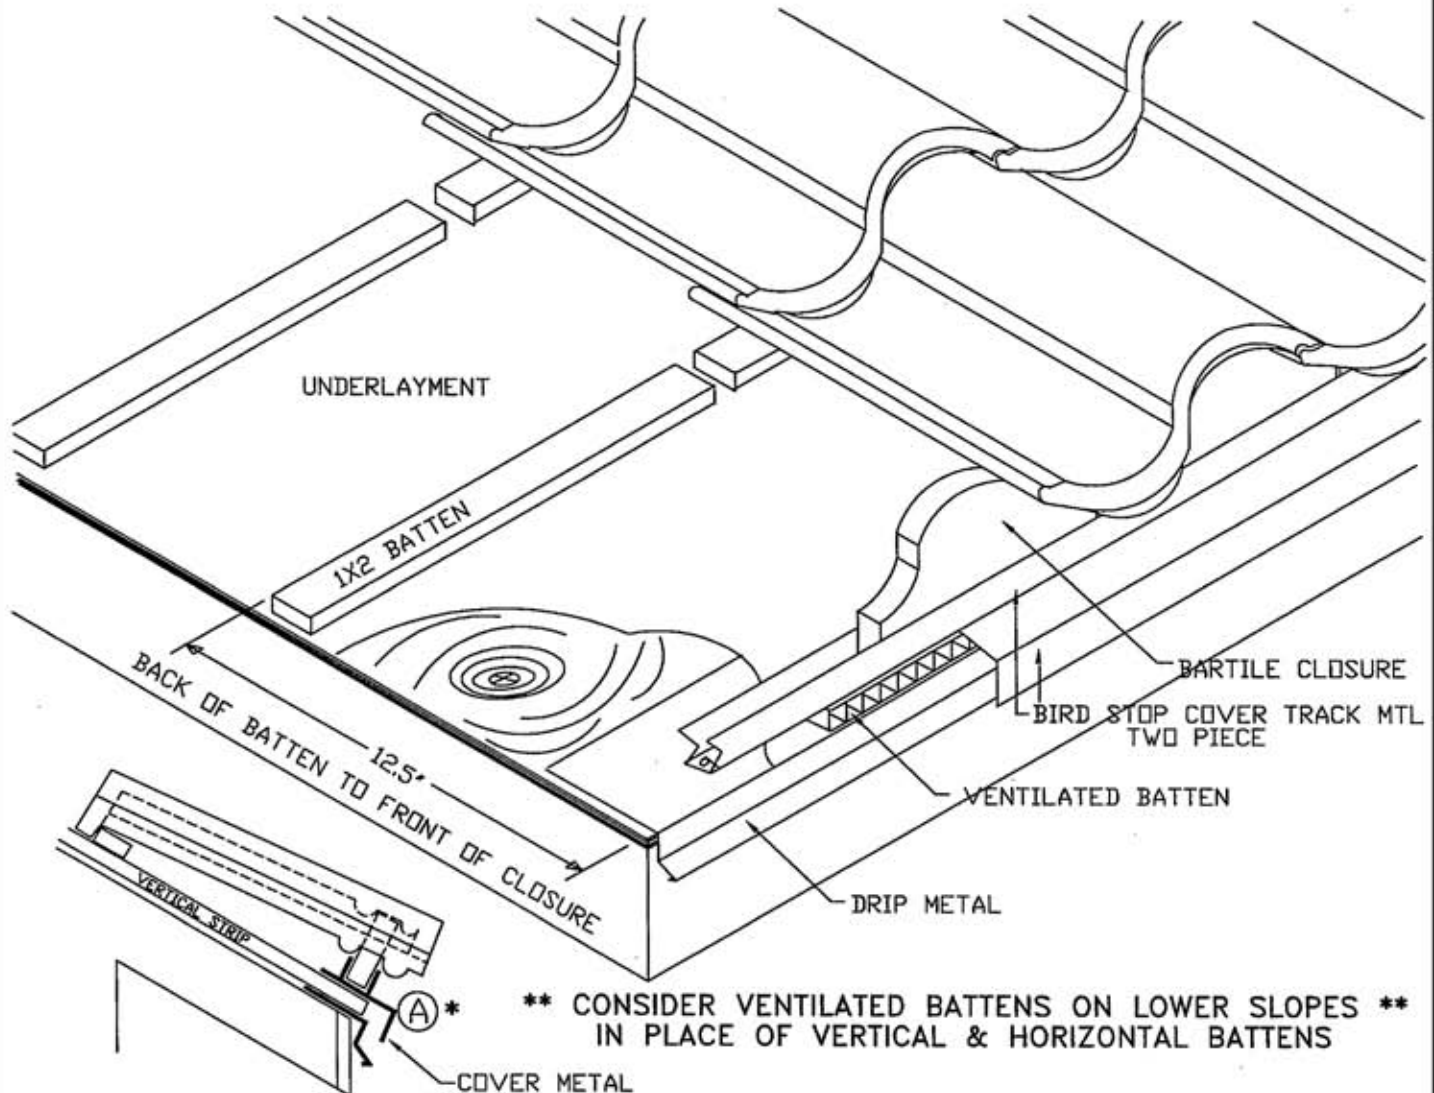 UNDERLAYMENT
1X2 BATTEN
BARTILE CLOSURE
BIRD STOP COVER TRACK MTL
TWO PIECE
12.5"
BACK OF BATTEN TO FRONT OF CLOSURE
VENTILATED BATTEN
DRIP METAL
VERTICAL STRIP
A *
** CONSIDER VENTILATED BATTENS ON LOWER SLOPES **
IN PLACE OF VERTICAL & HORIZONTAL BATTENS
COVER METAL